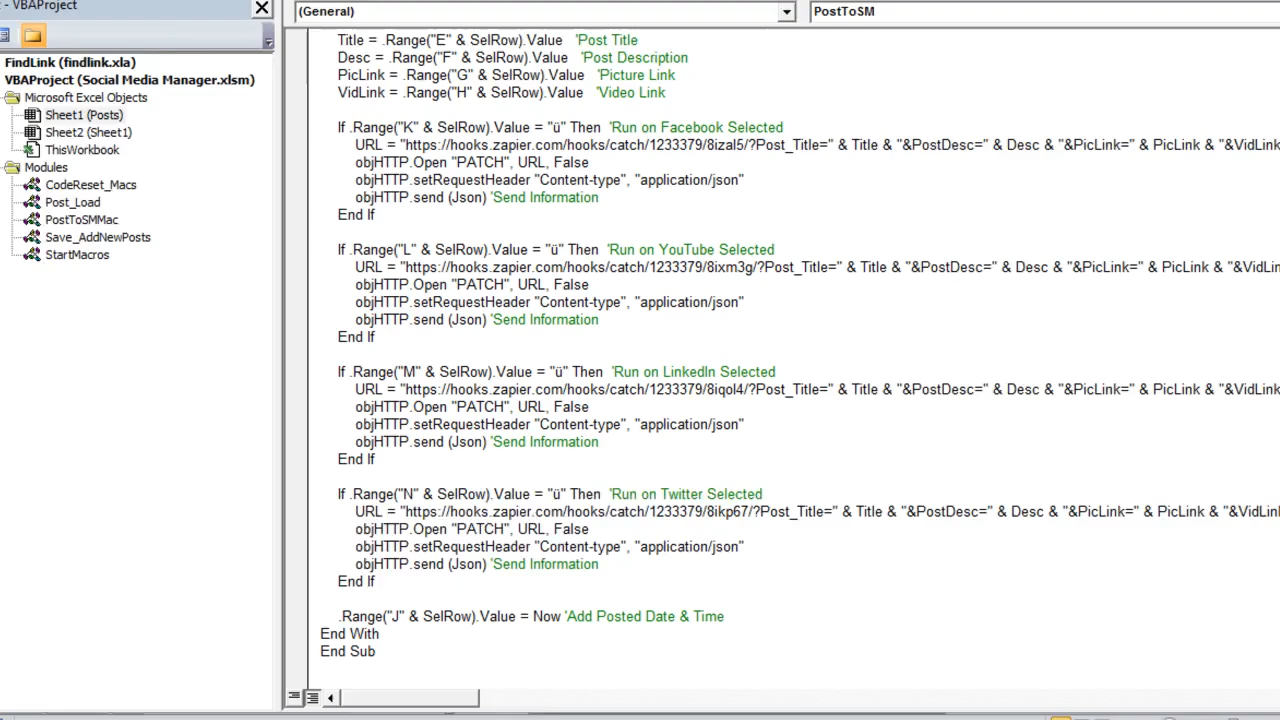 - VBAProject
FindLink (findlink.xla)
VBAProject (Social Media Manager.xlsm)
Microsoft Excel Objects
Sheet1 (Posts)
Sheet2 (Sheet1)
ThisWorkbook
Modules
CodeReset_Macs
Post_Load
PostToSMMac
Save_AddNewPosts
StartMacros
(General)
PostToSM
Title = .Range("E" & SelRow).Value 'Post Title
Desc = .Range("F" & SelRow).Value 'Post Description
PicLink = .Range("G" & SelRow).Value 'Picture Link
VidLink = .Range("H" & SelRow).Value 'Video Link
If .Range("K" & SelRow).Value = "ü" Then 'Run on Facebook Selected
URL = "https://hooks.zapier.com/hooks/catch/1233379/8izal5/?Post_Title=" & Title & "&PostDesc=" & Desc & "&PicLink=" & PicLink & "&VidLink
objHTTP.Open "PATCH", URL, False
objHTTP.setRequestHeader "Content-type", "application/json"
objHTTP.send (Json) 'Send Information
End If
If .Range("L" & SelRow).Value = "ü" Then 'Run on YouTube Selected
URL = "https://hooks.zapier.com/hooks/catch/1233379/8ixm3g/?Post_Title=" & Title & "&PostDesc=" & Desc & "&PicLink=" & PicLink & "&VidL
objHTTP.Open "PATCH", URL, False
objHTTP.setRequestHeader "Content-type", "application/json"
objHTTP.send (Json) 'Send Information
End If
If .Range("M" & SelRow).Value = "ü" Then 'Run on LinkedIn Selected
URL = "https://hooks.zapier.com/hooks/catch/1233379/8iqol4/?Post_Title=" & Title & "&PostDesc=" & Desc & "&PicLink=" & PicLink & "&VidLink
objHTTP.Open "PATCH", URL, False
objHTTP.setRequestHeader "Content-type", "application/json"
objHTTP.send (Json) 'Send Information
End If
If .Range("N" & SelRow).Value = "ü" Then 'Run on Twitter Selected
URL = "https://hooks.zapier.com/hooks/catch/1233379/8ikp67/?Post_Title=" & Title & "&PostDesc=" & Desc & "&PicLink=" & PicLink & "&VidLin
objHTTP.Open "PATCH", URL, False
objHTTP.setRequestHeader "Content-type", "application/json"
objHTTP.send (Json) 'Send Information
End If
.Range("J" & SelRow).Value = Now 'Add Posted Date & Time
End With
End Sub